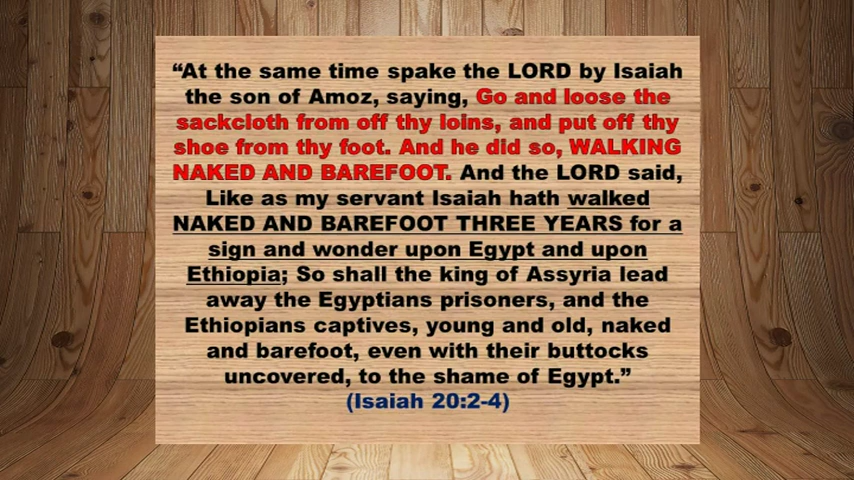 “At the same time spake the LORD by Isaiah
the son of Amoz, saying, Go and loose the
sackcloth from off thy loins, and put off thy
shoe from thy foot. And he did so, WALKING
NAKED AND BAREFOOT. And the LORD said,
Like as my servant Isaiah hath walked
NAKED AND BAREFOOT THREE YEARS for a
sign and wonder upon Egypt and upon
Ethiopia; So shall the king of Assyria lead
away the Egyptians prisoners, and the
Ethiopians captives, young and old, naked
and barefoot, even with their buttocks
uncovered, to the shame of Egypt.”
(Isaiah 20:2-4)